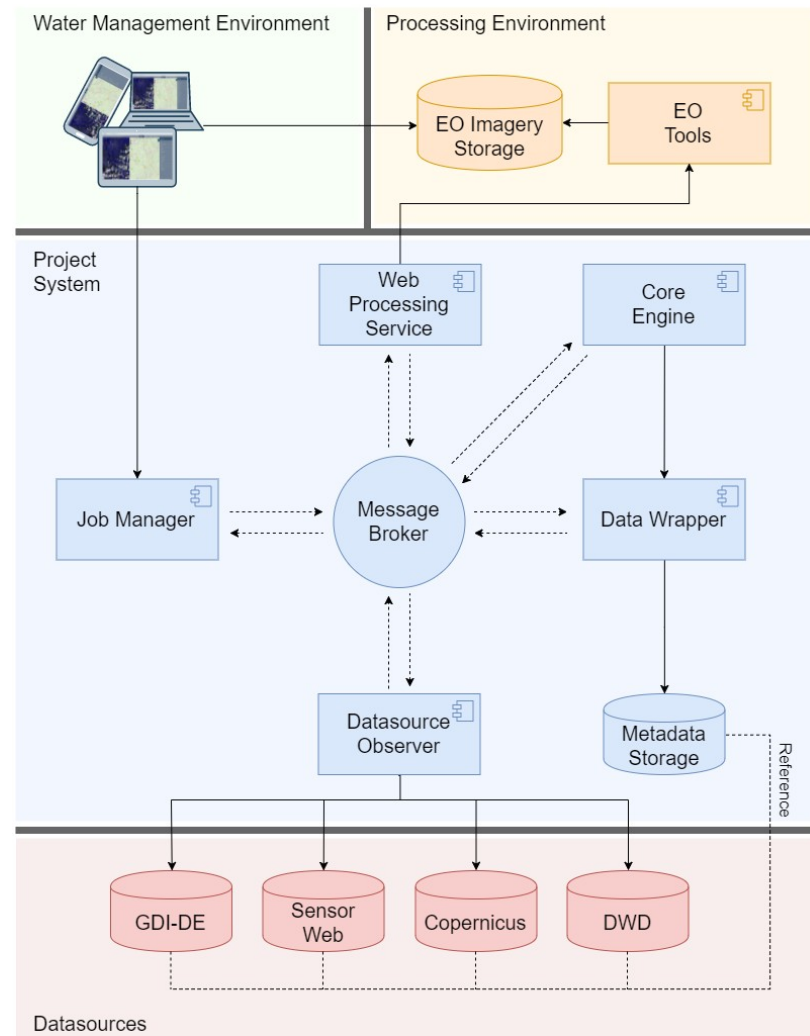 Water Management Environment
Processing Environment
EO Imagery
Storage
EO
Tools
Project
System
Web
Processing
Service
Core
Engine
Job Manager
Message
Broker
Data Wrapper
Datasource
Observer
Metadata
Storage
Reference
GDI-DE
Sensor
Web
Copernicus
DWD
Datasources